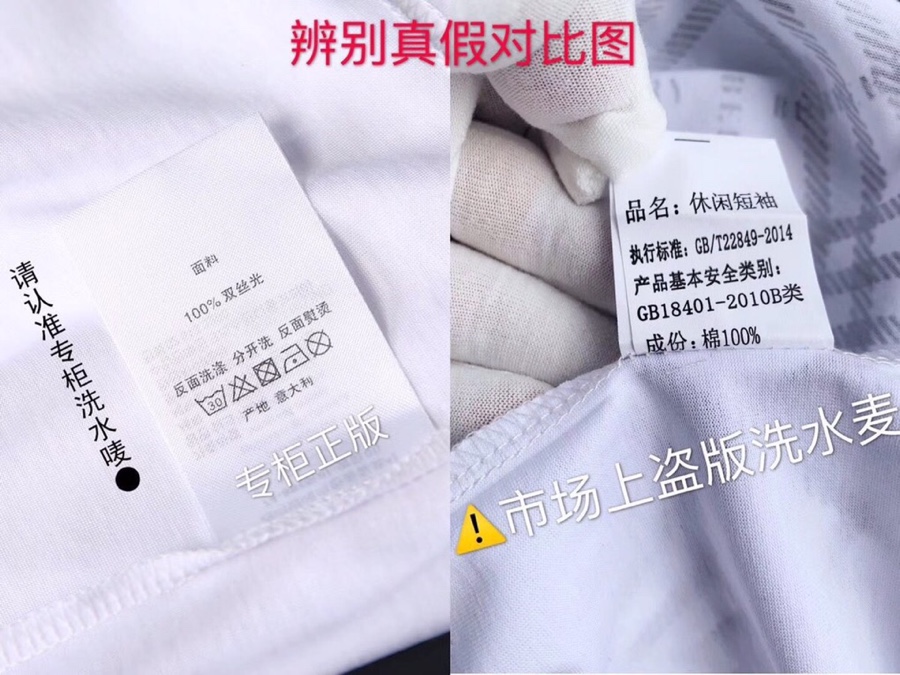 辨别真假对比图
请认准专柜洗水唛
面料
100% 双丝光
反面洗涤 分开洗 反面熨烫
30
产地 意大利
专柜正版
品名：休闲短袖
执行标准：GB/T22849-2014
产品基本安全类别：
GB18401-2010B类
成份：棉100%
市场上盗版洗水麦